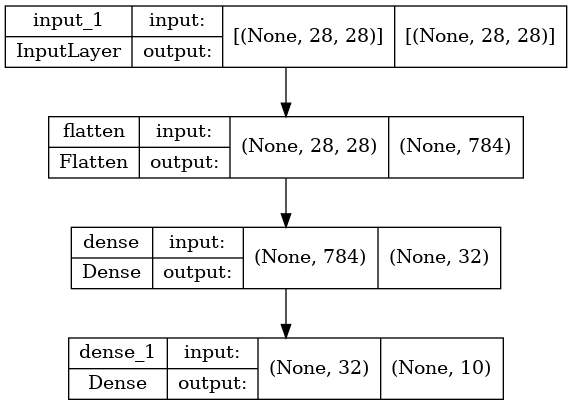 input_1 input: [(None, 28, 28)] [(None, 28, 28)]
InputLayer output:
flatten input: (None, 28, 28) (None, 784)
Flatten output:
dense input: (None, 784) (None, 32)
Dense output:
dense_1 input: (None, 32) (None, 10)
Dense output: